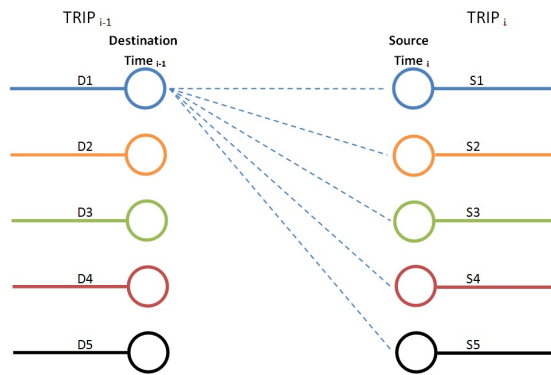 TRIP i-1
TRIP i
Destination
Time i-1
Source
Time i
D1
S1
D2
S2
D3
S3
D4
S4
D5
S5